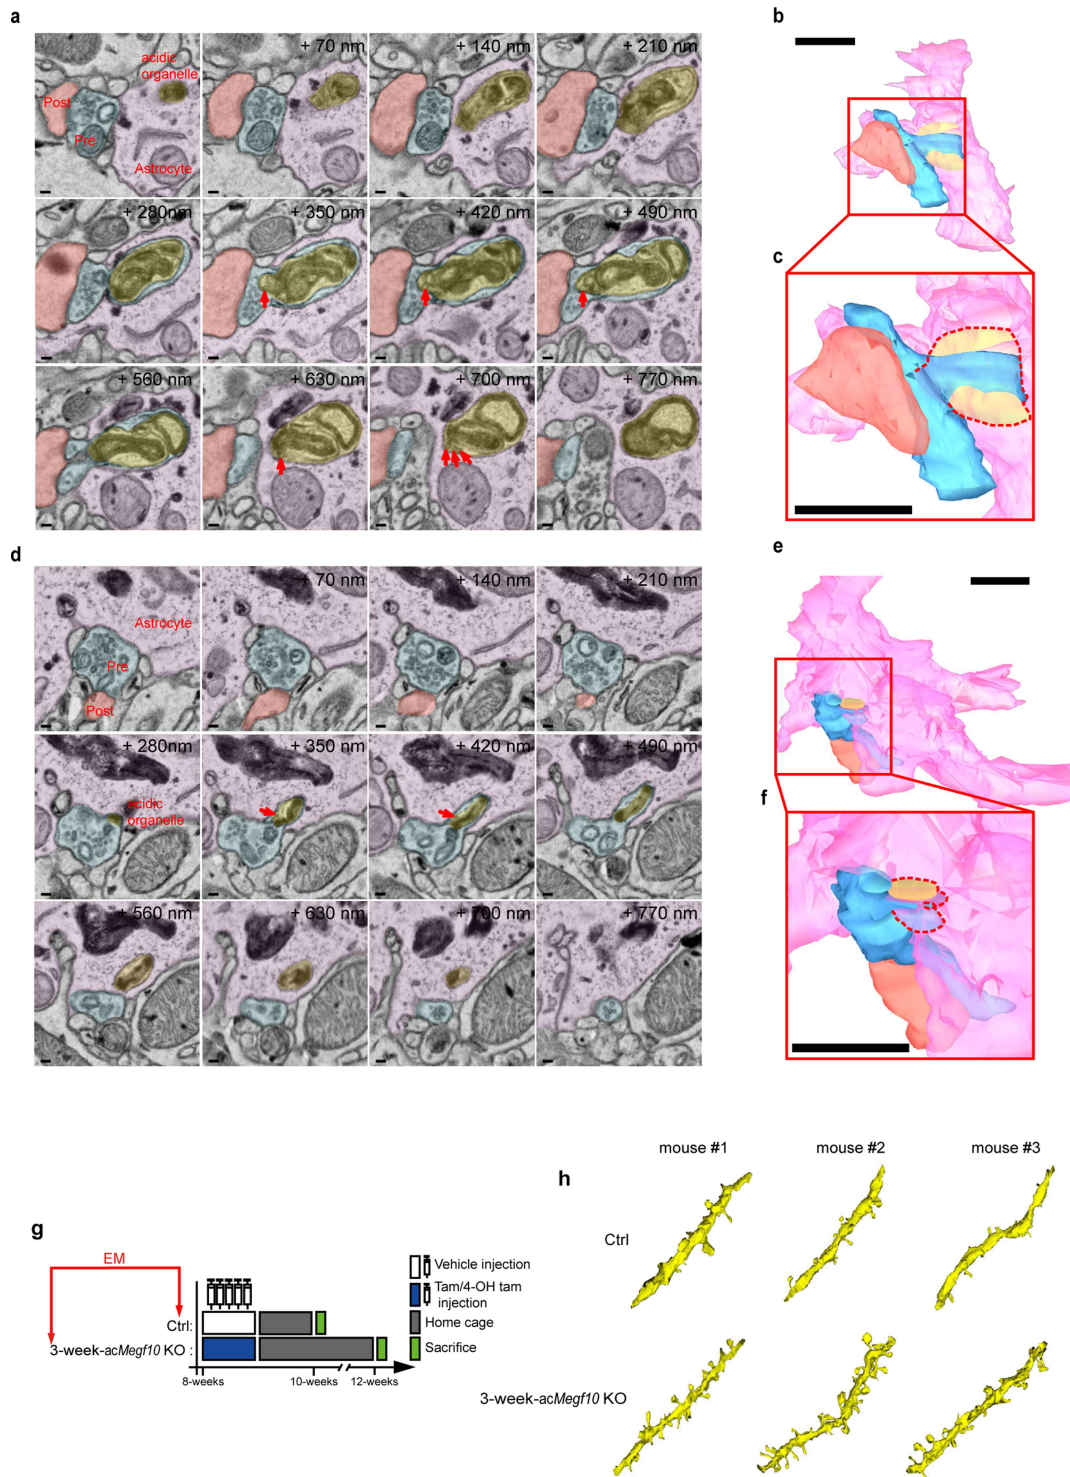 a
b
+ 70 nm
+ 140 nm
+ 210 nm
acidic
organelle
Post
Pre
Astrocyte
+ 280nm
+ 350 nm
+ 420 nm
+ 490 nm
c
+ 560 nm
+ 630 nm
+ 700 nm
+ 770 nm
d
e
+ 70 nm
+ 140 nm
+ 210 nm
Astrocyte
Pre
Post
+ 280nm
+ 350 nm
+ 420 nm
+ 490 nm
acidic
organelle
f
+ 560 nm
+ 630 nm
+ 700 nm
+ 770 nm
g
EM
Ctrl:
3-week-acMegf10 KO :
8-weeks
10-weeks
12-weeks
Vehicle injection
Tam/4-OH tam
injection
Home cage
Sacrifice
h
mouse #1
mouse #2
mouse #3
Ctrl
3-week-acMegf10 KO